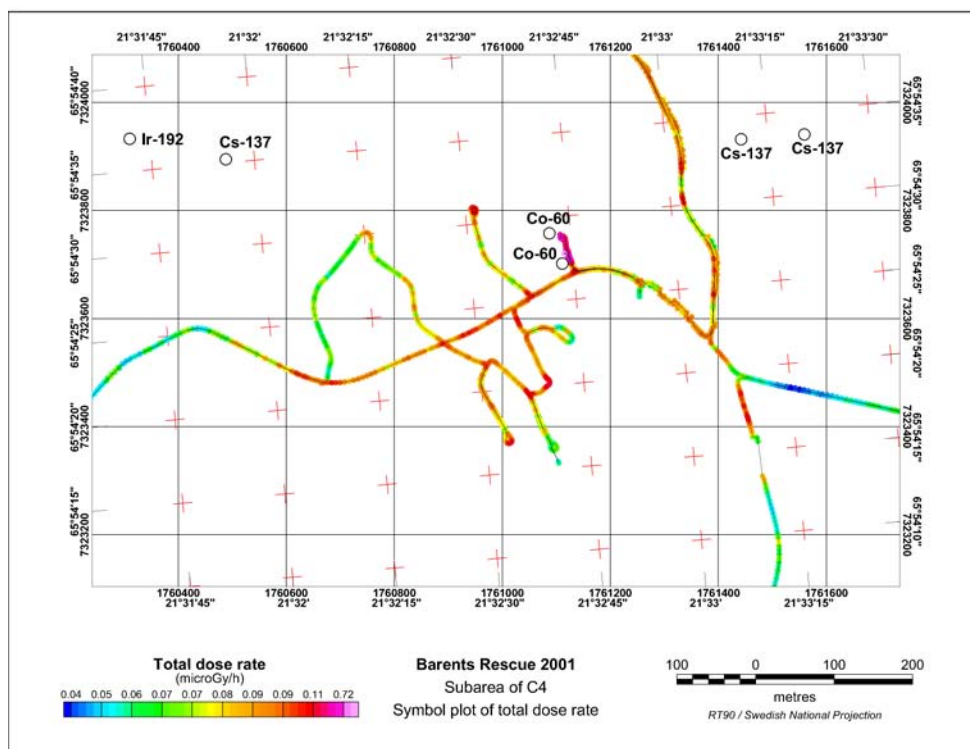 21°31'45" 21°32' 21°32'15" 21°32'30" 21°32'45" 21°33' 21°33'15" 21°33'30"
1760400 1760600 1760800 1761000 1761200 1761400 1761600
65°54'40" 65°54'35" 65°54'30" 65°54'25" 65°54'20" 65°54'15"
7324000 7323800 7323600 7323400 7323200
Ir-192
Cs-137
Cs-137
Cs-137
Co-60
Co-60
65°54'35" 65°54'30" 65°54'25" 65°54'20" 65°54'15" 65°54'10"
7324000 7323800 7323600 7323400 7323200
1760400 1760600 1760800 1761000 1761200 1761400 1761600
21°31'45" 21°32' 21°32'15" 21°32'30" 21°32'45" 21°33' 21°33'15"
Total dose rate
(microGy/h)
0.04 0.05 0.06 0.07 0.07 0.08 0.09 0.09 0.11 0.72
Barents Rescue 2001
Subarea of C4
Symbol plot of total dose rate
100 0 100 200
metres
RT90 / Swedish National Projection